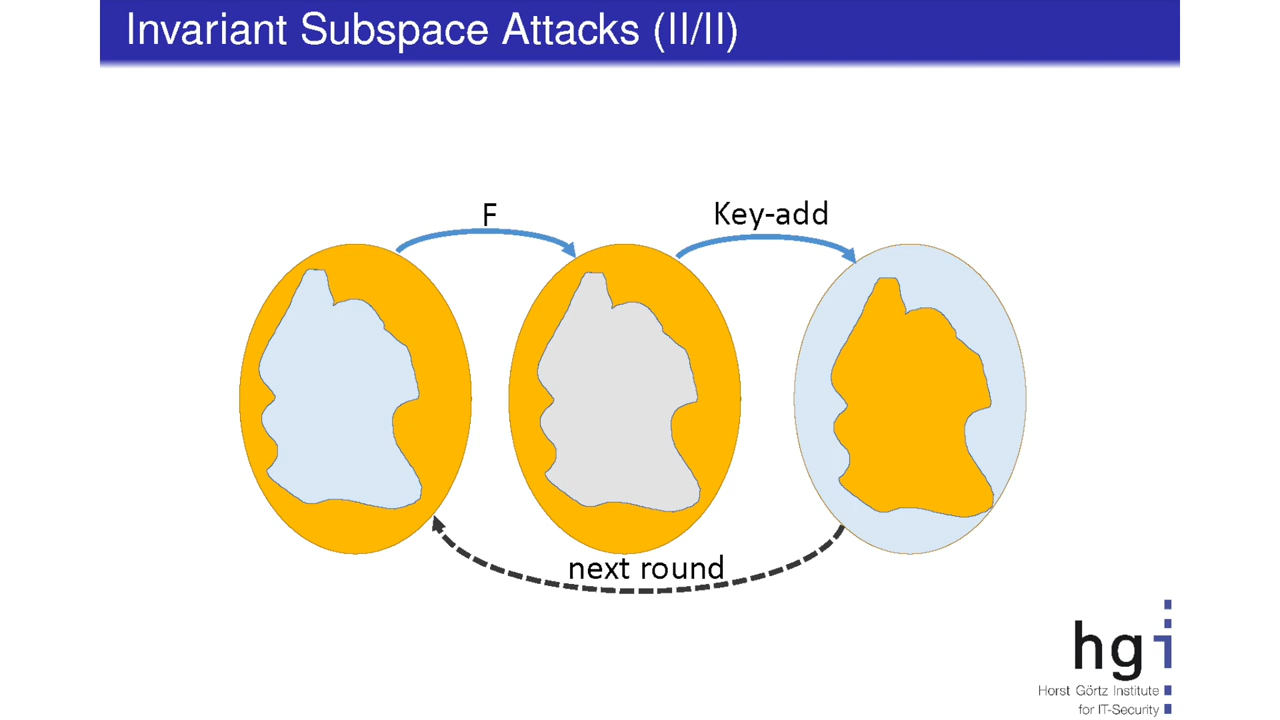 Invariant Subspace Attacks (II/II)
F
Key-add
next round
hgi
Horst Görtz Institute
for IT-Security